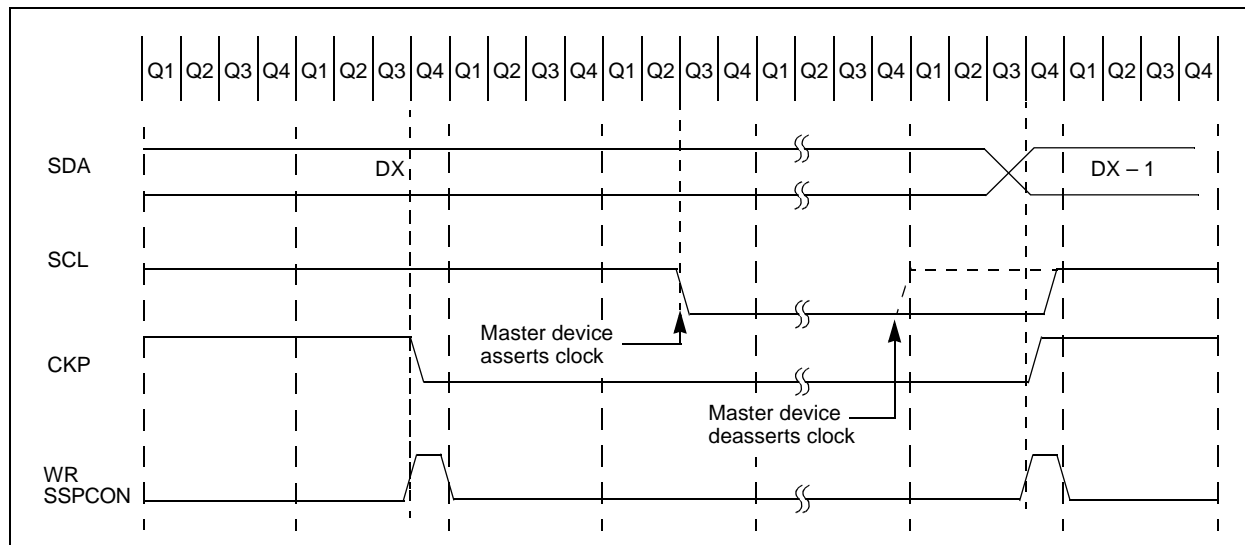 Q1 Q2 Q3 Q4 Q1 Q2 Q3 Q4 Q1 Q2 Q3 Q4 Q1 Q2 Q3 Q4 Q1 Q2 Q3 Q4 Q1 Q2 Q3 Q4 Q1 Q2 Q3 Q4
SDA
DX
DX – 1
SCL
Master device
asserts clock
CKP
Master device
deasserts clock
WR
SSPCON